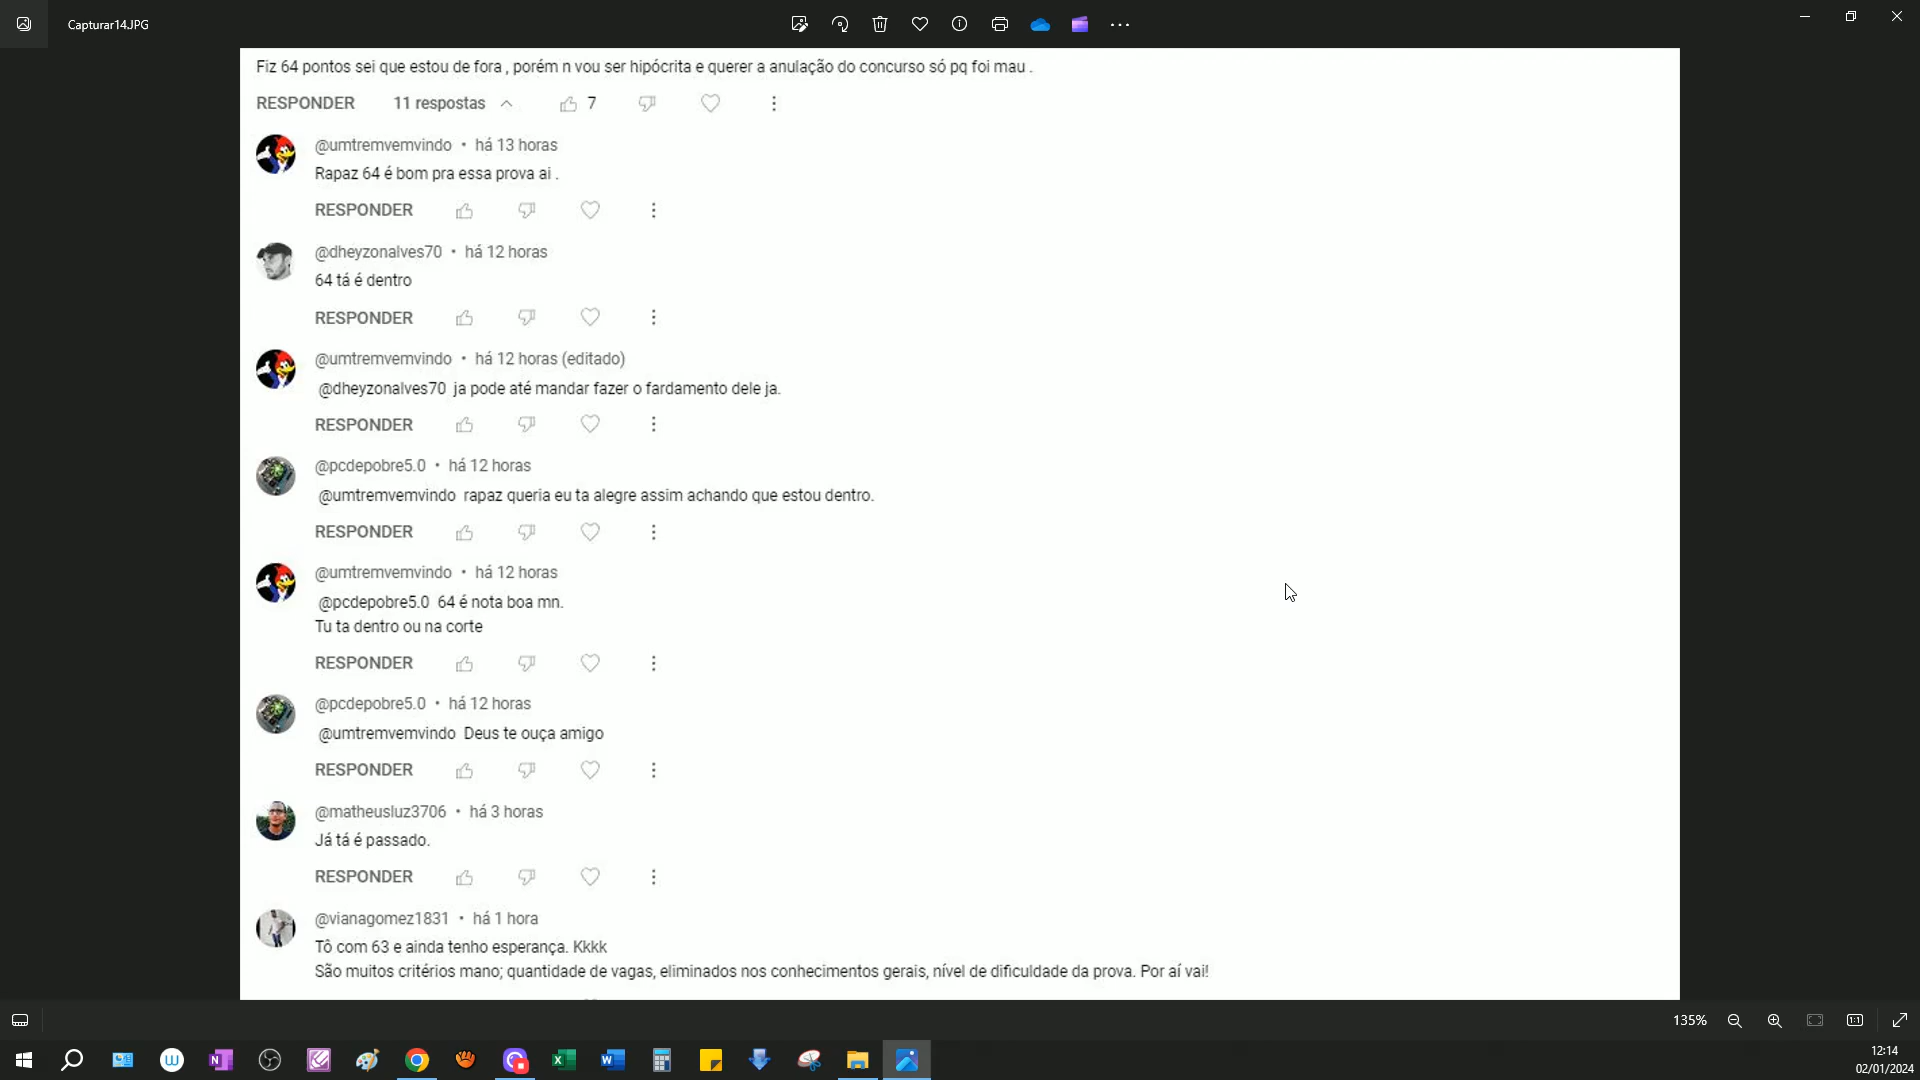 Capturar14.JPG
Fiz 64 pontos sei que estou de fora , porém n vou ser hipócrita e querer a anulação do concurso só pq foi mau .
RESPONDER 11 respostas 7
@umtremvemvindo • há 13 horas
Rapaz 64 é bom pra essa prova ai .
RESPONDER
@dheyzonalves70 • há 12 horas
64 tá é dentro
RESPONDER
@umtremvemvindo • há 12 horas (editado)
@dheyzonalves70 ja pode até mandar fazer o fardamento dele ja.
RESPONDER
@pcdepobre5.0 • há 12 horas
@umtremvemvindo rapaz queria eu ta alegre assim achando que estou dentro.
RESPONDER
@umtremvemvindo • há 12 horas
@pcdepobre5.0 64 é nota boa mn.
Tu ta dentro ou na corte
RESPONDER
@pcdepobre5.0 • há 12 horas
@umtremvemvindo Deus te ouça amigo
RESPONDER
@matheusluz3706 • há 3 horas
Já tá é passado.
RESPONDER
@vianagomez1831 • há 1 hora
Tô com 63 e ainda tenho esperança. Kkkk
São muitos critérios mano; quantidade de vagas, eliminados nos conhecimentos gerais, nível de dificuldade da prova. Por aí vai!
135%
12:14
02/01/2024